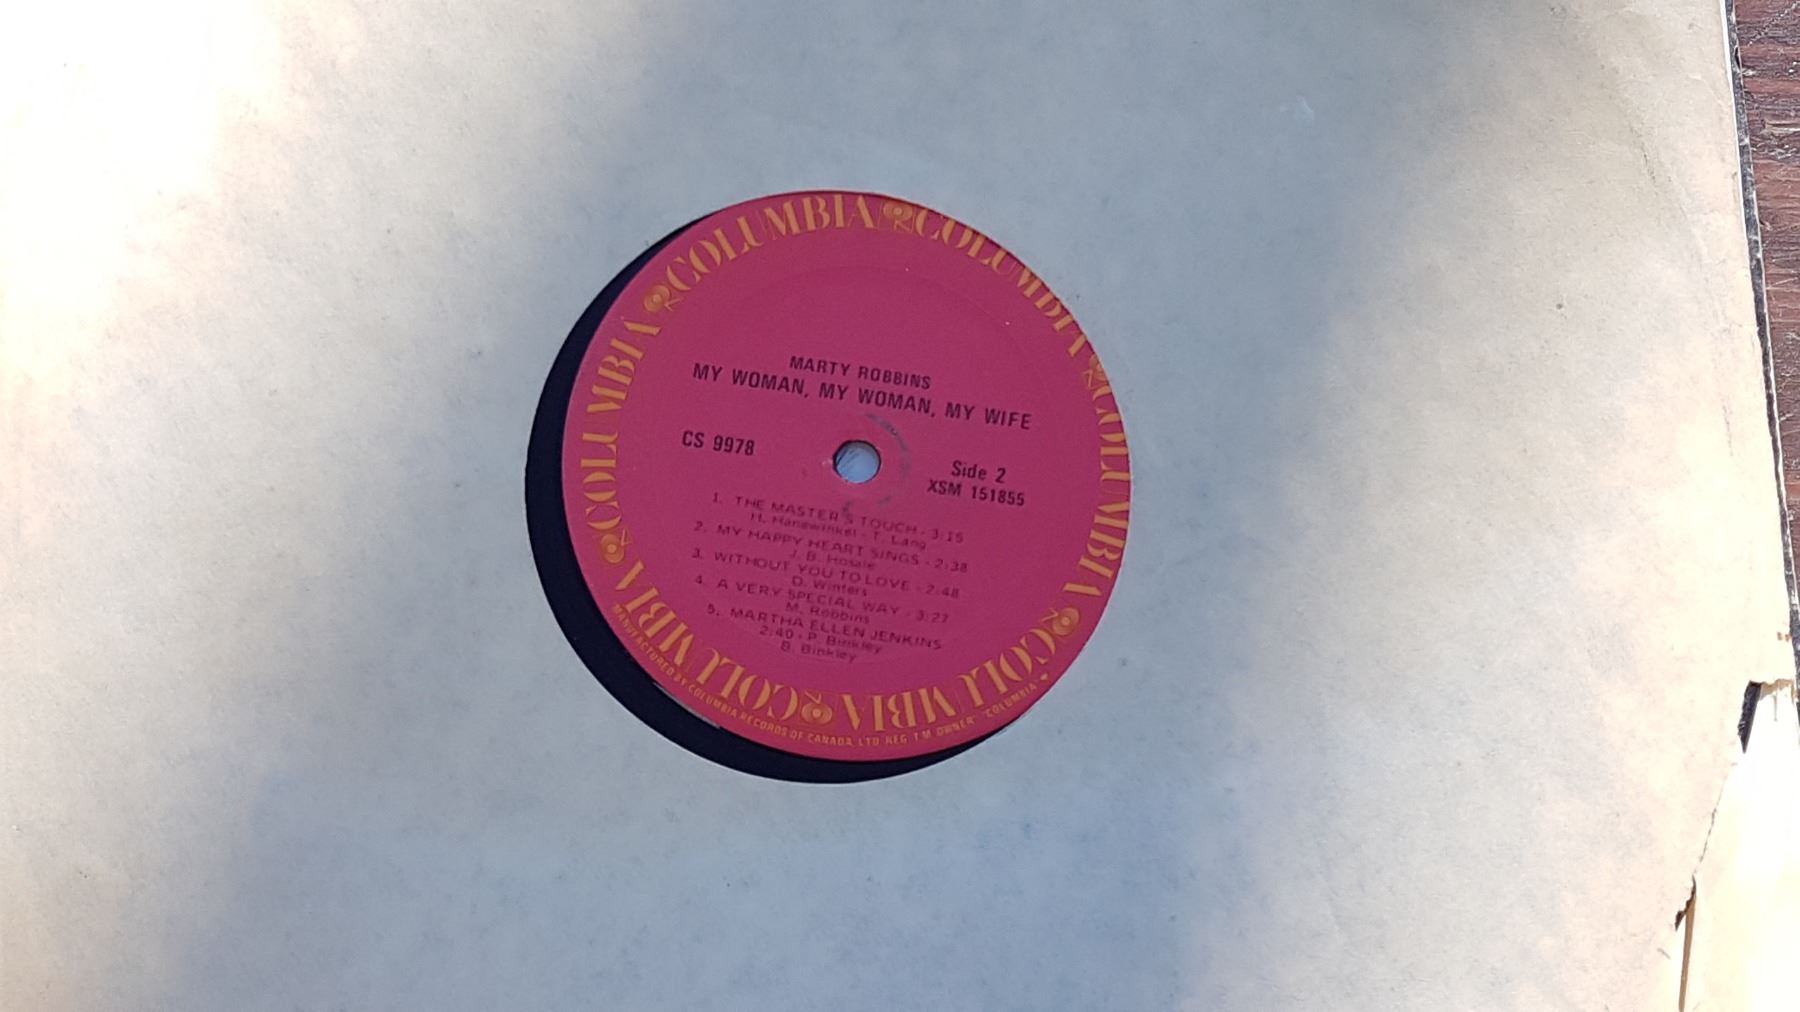 COLUMBIA COLUMBIA COLUMBIA COLUMBIA COLUMBIA COLUMBIA
MARTY ROBBINS
MY WOMAN, MY WOMAN, MY WIFE
CS 9978
Side 2
XSM 151855
1. THE MASTER'S TOUCH - 3:15
H. Hanswinkel - T. Lang
2. MY HAPPY HEART SINGS - 2:38
J. B.
3. WITHOUT YOU TO LOVE - 2:48
D. Winters
4. A VERY SPECIAL WAY - 3:27
M. Robbins
5. MARTHA ELLEN JENKINS
2:40 - P. Binkley
B. Binkley
MANUFACTURED BY COLUMBIA RECORDS OF CANADA, LTD. REG. T.M. OWNER "COLUMBIA"